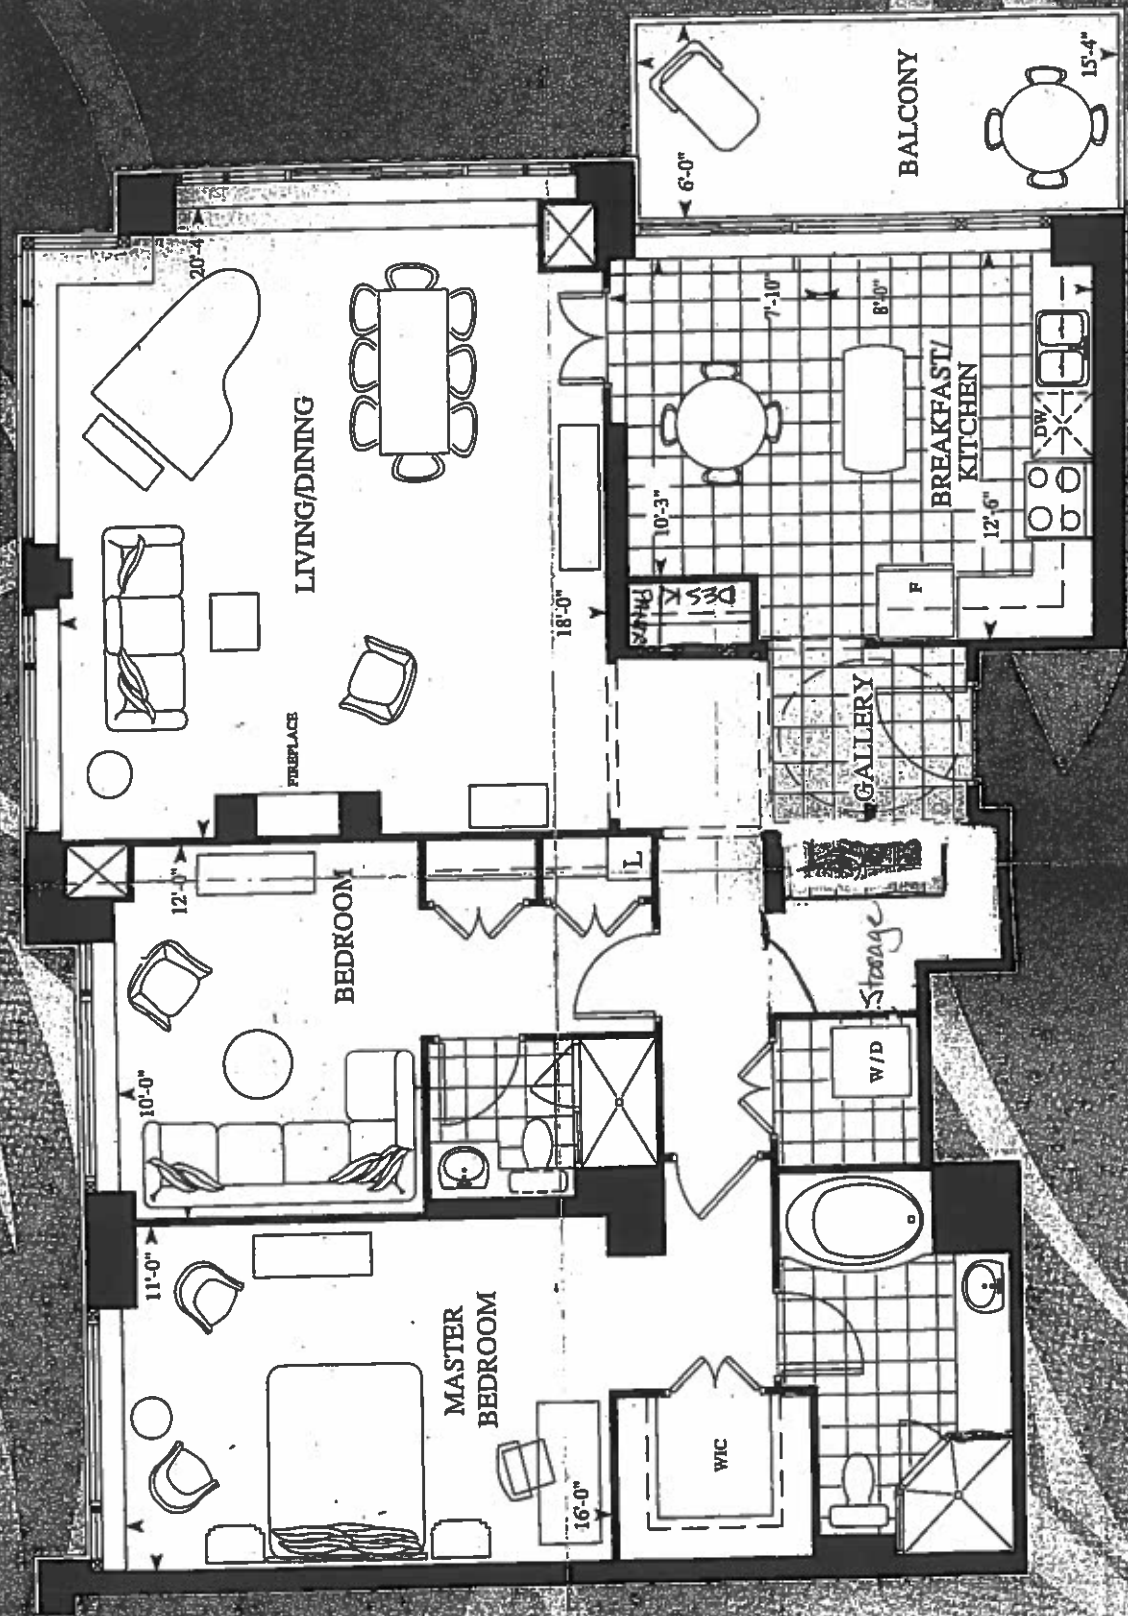 BALCONY
15'-4"
6'-0"
20'-4
7'-10"
8'-0"
BREAKFAST/
KITCHEN
DW
12'-6"
10'-3"
F
DESK
LIVING/DINING
18'-0"
FIREPLACE
GALLERY
12'-0"
BEDROOM
L
10'-0"
Storage
W/D
11'-0"
MASTER
BEDROOM
16'-0"
WIC